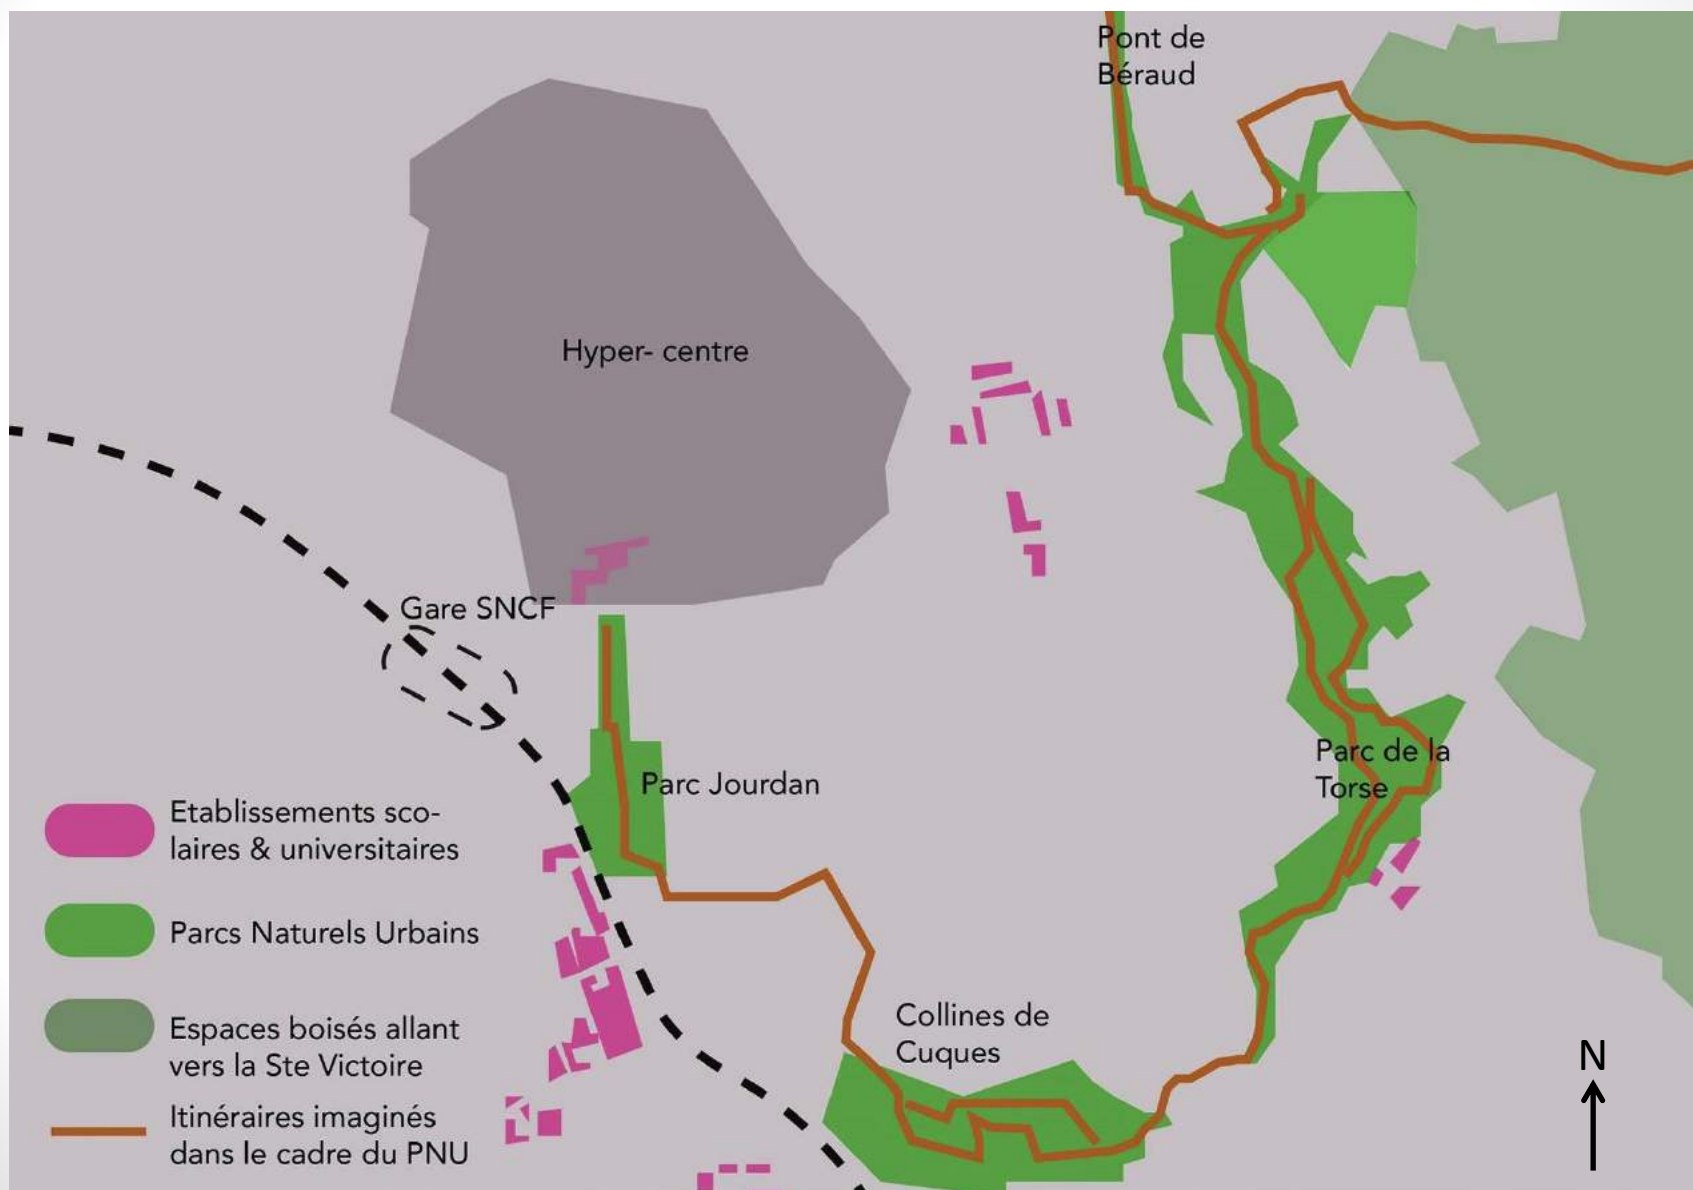 Pont de
Béraud
Hyper- centre
Gare SNCF
Parc Jourdan
Parc de la
Torse
Collines de
Cuques
Etablissements sco-
laires & universitaires
Parcs Naturels Urbains
Espaces boisés allant
vers la Ste Victoire
Itinéraires imaginés
dans le cadre du PNU
N